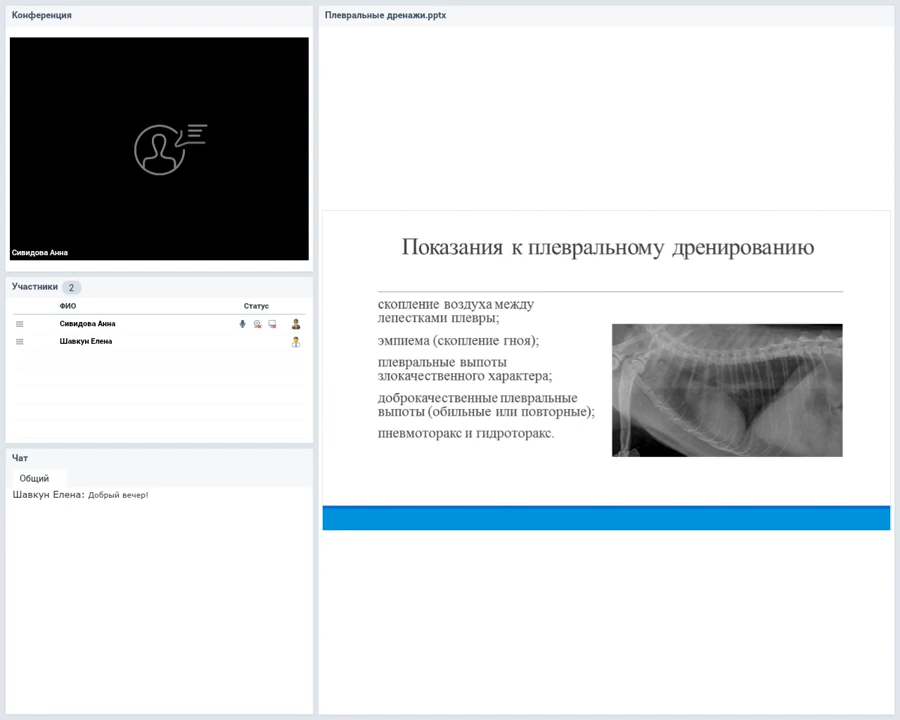 Конференция
Сивидова Анна
Участники 2
ФИО Статус
Сивидова Анна
Шавкун Елена
Чат
Общий
Шавкун Елена: Добрый вечер!
Плевральные дренажи.pptx
Показания к плевральному дренированию
скопление воздуха между
лепестками плевры;
эмпиема (скопление гноя);
плевральные выпоты
злокачественного характера;
доброкачественные плевральные
выпоты (обильные или повторные);
пневмоторакс и гидроторакс.